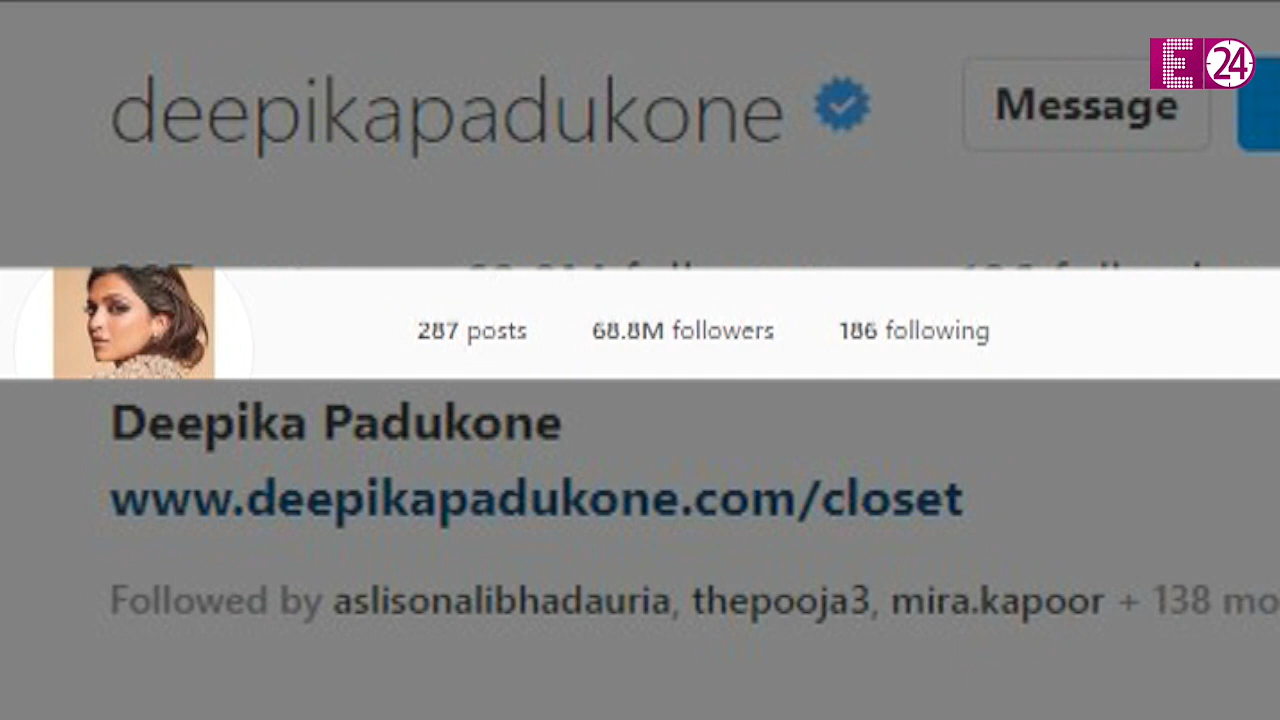 E 24
deepikapadukone
Message
287 posts 68.8M followers 186 following
Deepika Padukone
www.deepikapadukone.com/closet
Followed by aslisonalibhadauria, thepooja3, mira.kapoor + 138